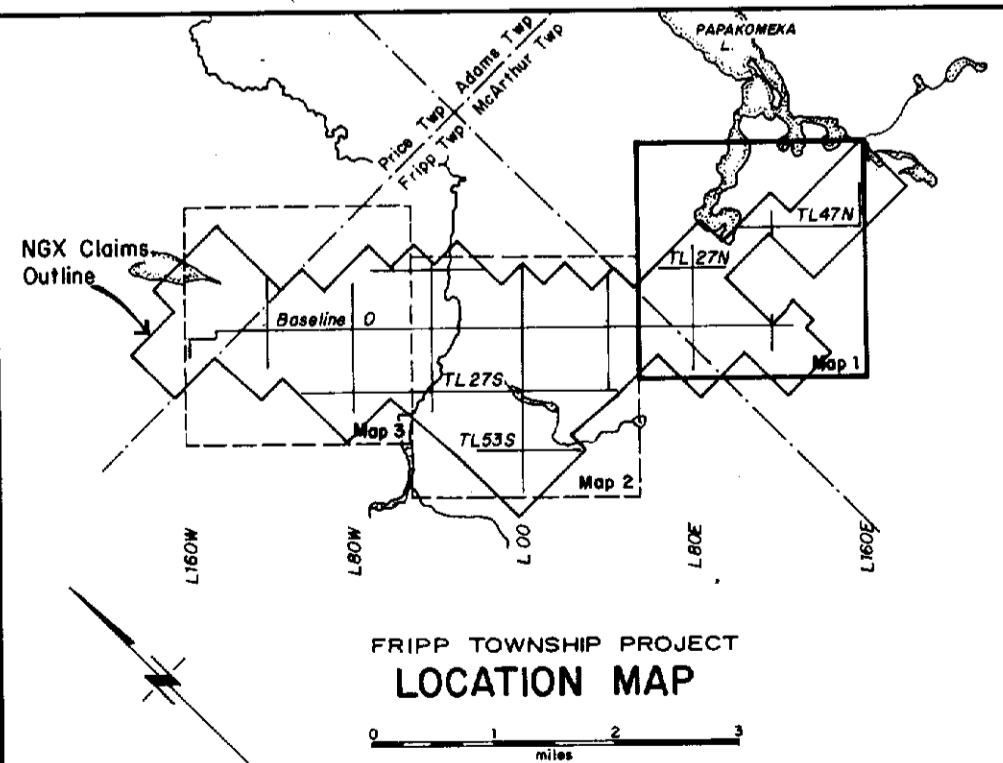 PAPAKOMEKA
L.
Price Twp Adams Twp
Fripp Twp McArthur Twp
TL47N
NGX Claims
Outline
TL27N
Baseline O
Map 1
TL27S
Map 3
TL53S
Map 2
L160W
L80W
L00
L80E
L160E
FRIPP TOWNSHIP PROJECT
LOCATION MAP
0 1 2 3
miles